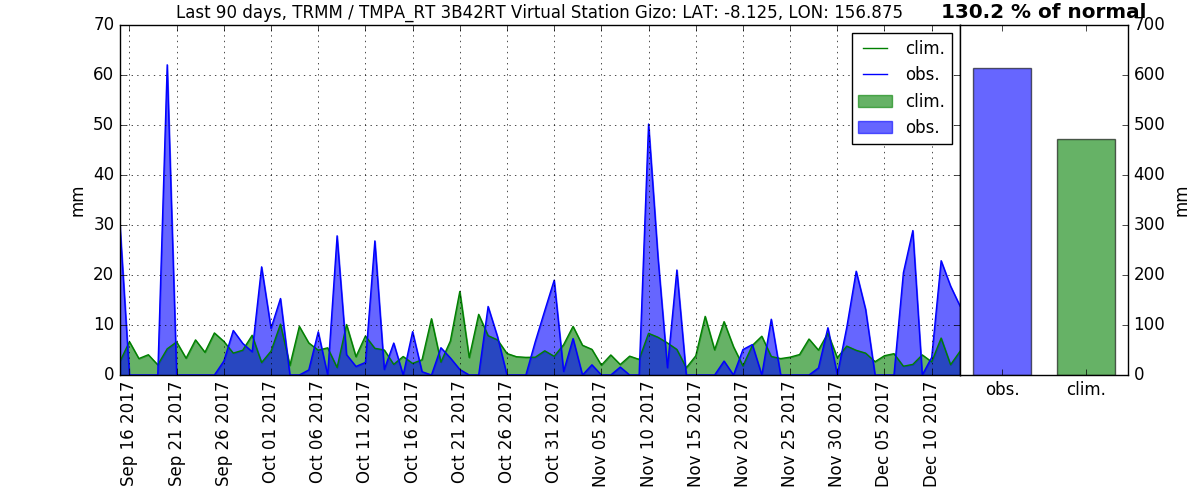 Last 90 days, TRMM / TMPA_RT 3B42RT Virtual Station Gizo: LAT: -8.125, LON: 156.875
130.2 % of normal
mm
70
60
50
40
30
20
10
0
clim.
obs.
clim.
obs.
700
600
500
400
300
200
100
0
mm
Sep 16 2017
Sep 21 2017
Sep 26 2017
Oct 01 2017
Oct 06 2017
Oct 11 2017
Oct 16 2017
Oct 21 2017
Oct 26 2017
Oct 31 2017
Nov 05 2017
Nov 10 2017
Nov 15 2017
Nov 20 2017
Nov 25 2017
Nov 30 2017
Dec 05 2017
Dec 10 2017
obs.
clim.